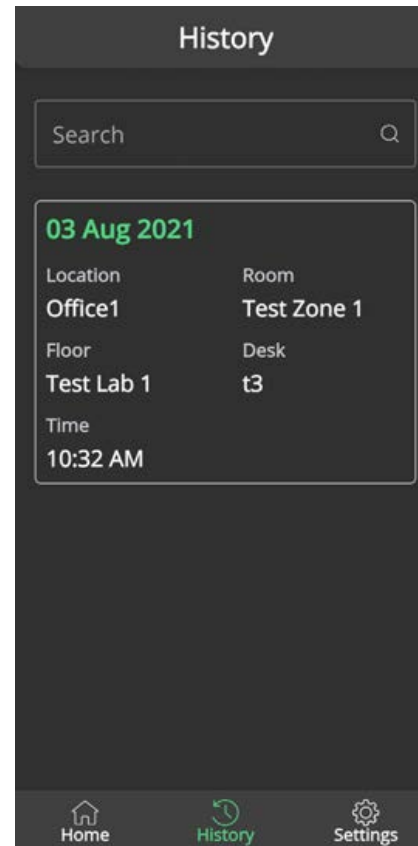 History
Search
03 Aug 2021
Location Room
Office1 Test Zone 1
Floor Desk
Test Lab 1 t3
Time
10:32 AM
Home History Settings